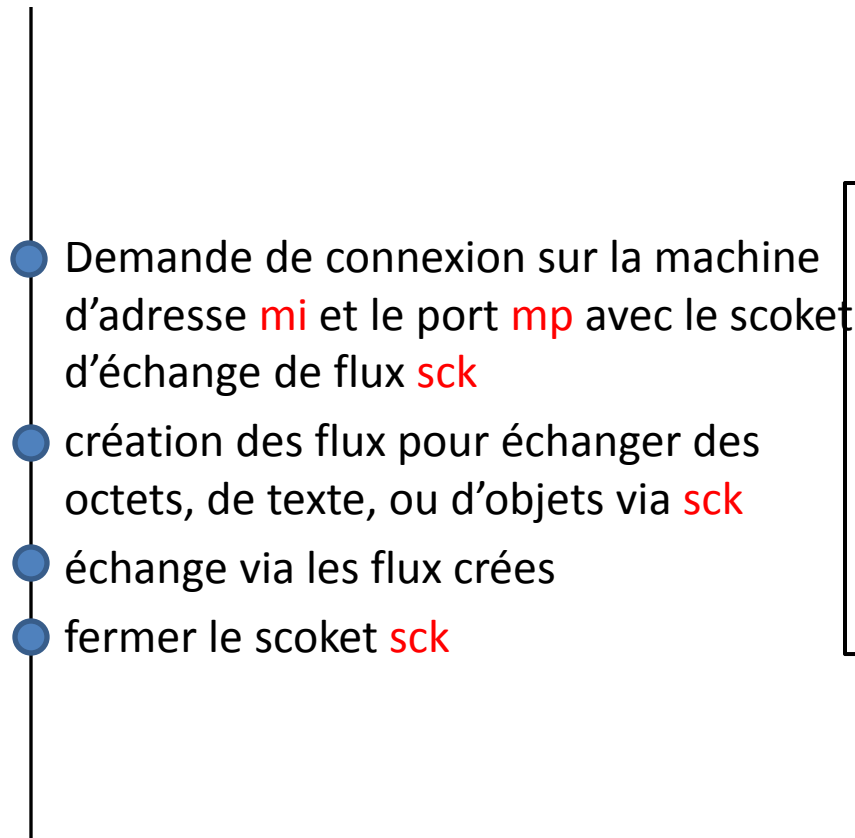 Demande de connexion sur la machine
d’adresse mi et le port mp avec le scoket
d’échange de flux sck
création des flux pour échanger des
octets, de texte, ou d’objets via sck
échange via les flux crées
fermer le scoket sck